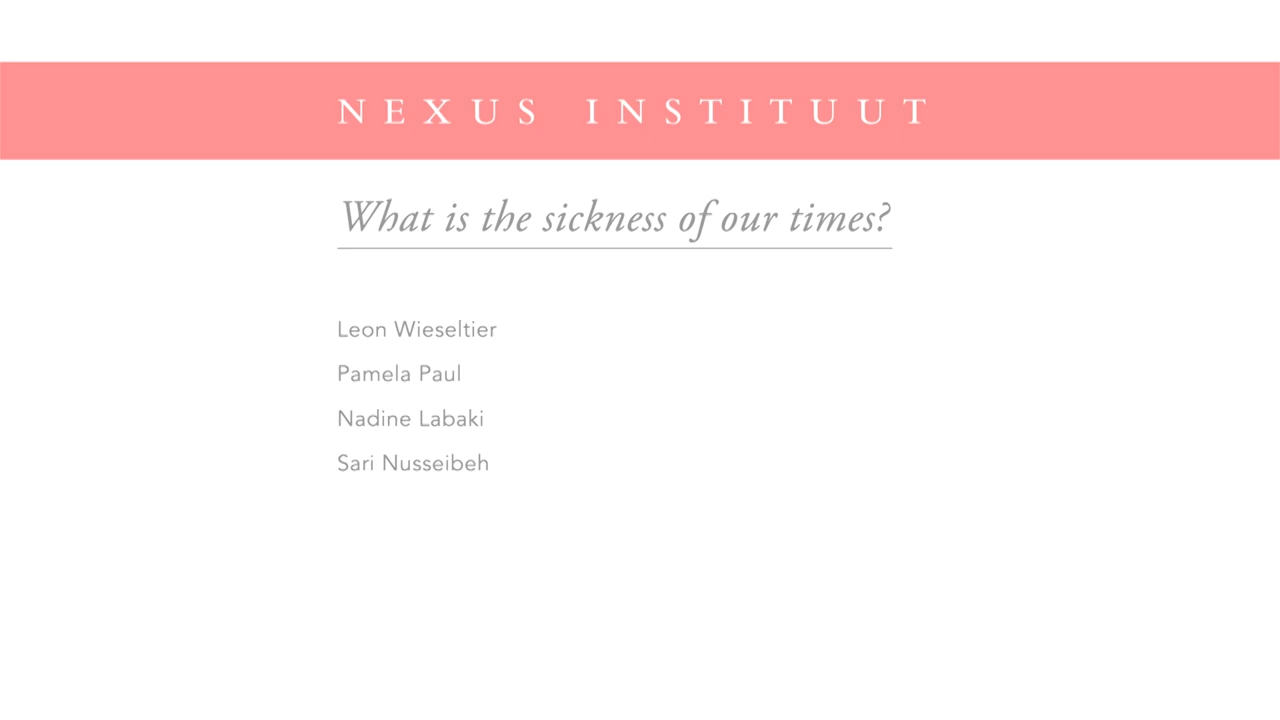 NEXUS INSTITUUT
What is the sickness of our times?
Leon Wieseltier
Pamela Paul
Nadine Labaki
Sari Nusseibeh